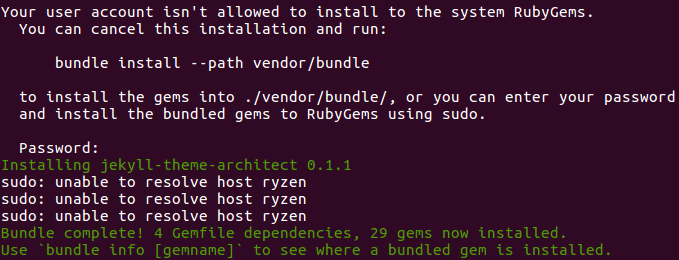 Your user account isn't allowed to install to the system RubyGems.
You can cancel this installation and run:
bundle install --path vendor/bundle
to install the gems into ./vendor/bundle/, or you can enter your password
and install the bundled gems to RubyGems using sudo.
Password:
Installing jekyll-theme-architect 0.1.1
sudo: unable to resolve host ryzen
sudo: unable to resolve host ryzen
sudo: unable to resolve host ryzen
Bundle complete! 4 Gemfile dependencies, 29 gems now installed.
Use `bundle info [gemname]` to see where a bundled gem is installed.